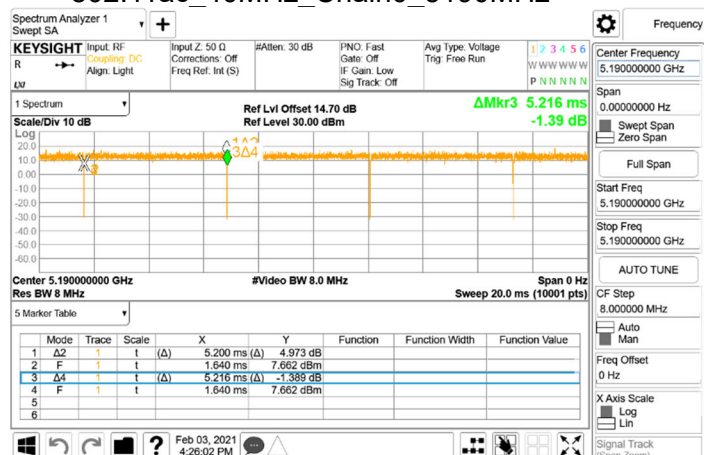 Spectrum Analyzer 1
Swept SA
Frequency
KEYSIGHT
R
Input: RF
Coupling: DC
Align: Light
Input Z: 50 Ω
Corrections: Off
Freq Ref: Int (S)
#Atten: 30 dB
PNO: Fast
Gate: Off
IF Gain: Low
Sig Track: Off
Avg Type: Voltage
Trig: Free Run
1 2 3 4 5 6
W W W W W W
P N N N N N
1 Spectrum
Scale/Div 10 dB
Ref Lvl Offset 14.70 dB
Ref Level 30.00 dBm
ΔMkr3 5.216 ms
-1.39 dB
Log
20.0
10.0
0.00
-10.0
-20.0
-30.0
-40.0
-50.0
-60.0
3Δ4
Center 5.190000000 GHz
Res BW 8 MHz
#Video BW 8.0 MHz
Span 0 Hz
Sweep 20.0 ms (10001 pts)
5 Marker Table
Mode Trace Scale X Y Function Function Width Function Value
1 Δ2 1 t (Δ) 5.200 ms (Δ) 4.973 dB
2 F 1 t 1.640 ms 7.662 dBm
3 Δ4 1 t (Δ) 5.216 ms (Δ) -1.389 dB
4 F 1 t 1.640 ms 7.662 dBm
5
6
Feb 03, 2021
4:26:02 PM
Center Frequency
5.190000000 GHz
Span
0.00000000 Hz
Swept Span
Zero Span
Full Span
Start Freq
5.190000000 GHz
Stop Freq
5.190000000 GHz
AUTO TUNE
CF Step
8.000000 MHz
Auto
Man
Freq Offset
0 Hz
X Axis Scale
Log
Lin
Signal Track